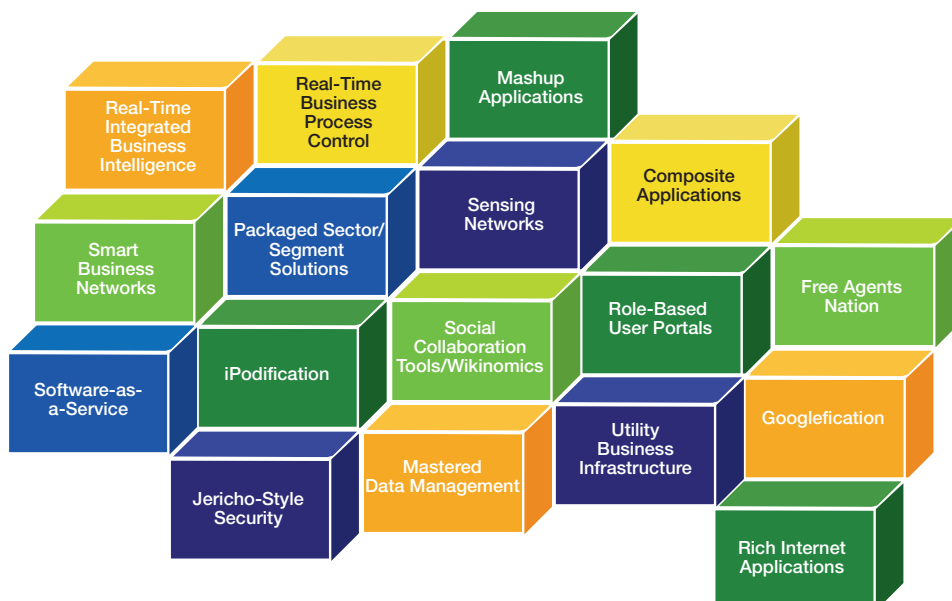 Mashup
Applications
Real-Time
Business
Process
Control
Real-Time
Integrated
Business
Intelligence
Composite
Applications
Sensing
Networks
Packaged Sector/
Segment
Solutions
Smart
Business
Networks
Free Agents
Nation
Role-Based
User Portals
Social
Collaboration
Tools/Wikinomics
iPodification
Software-as-
a-Service
Googlefication
Utility
Business
Infrastructure
Mastered
Data Management
Jericho-Style
Security
Rich Internet
Applications